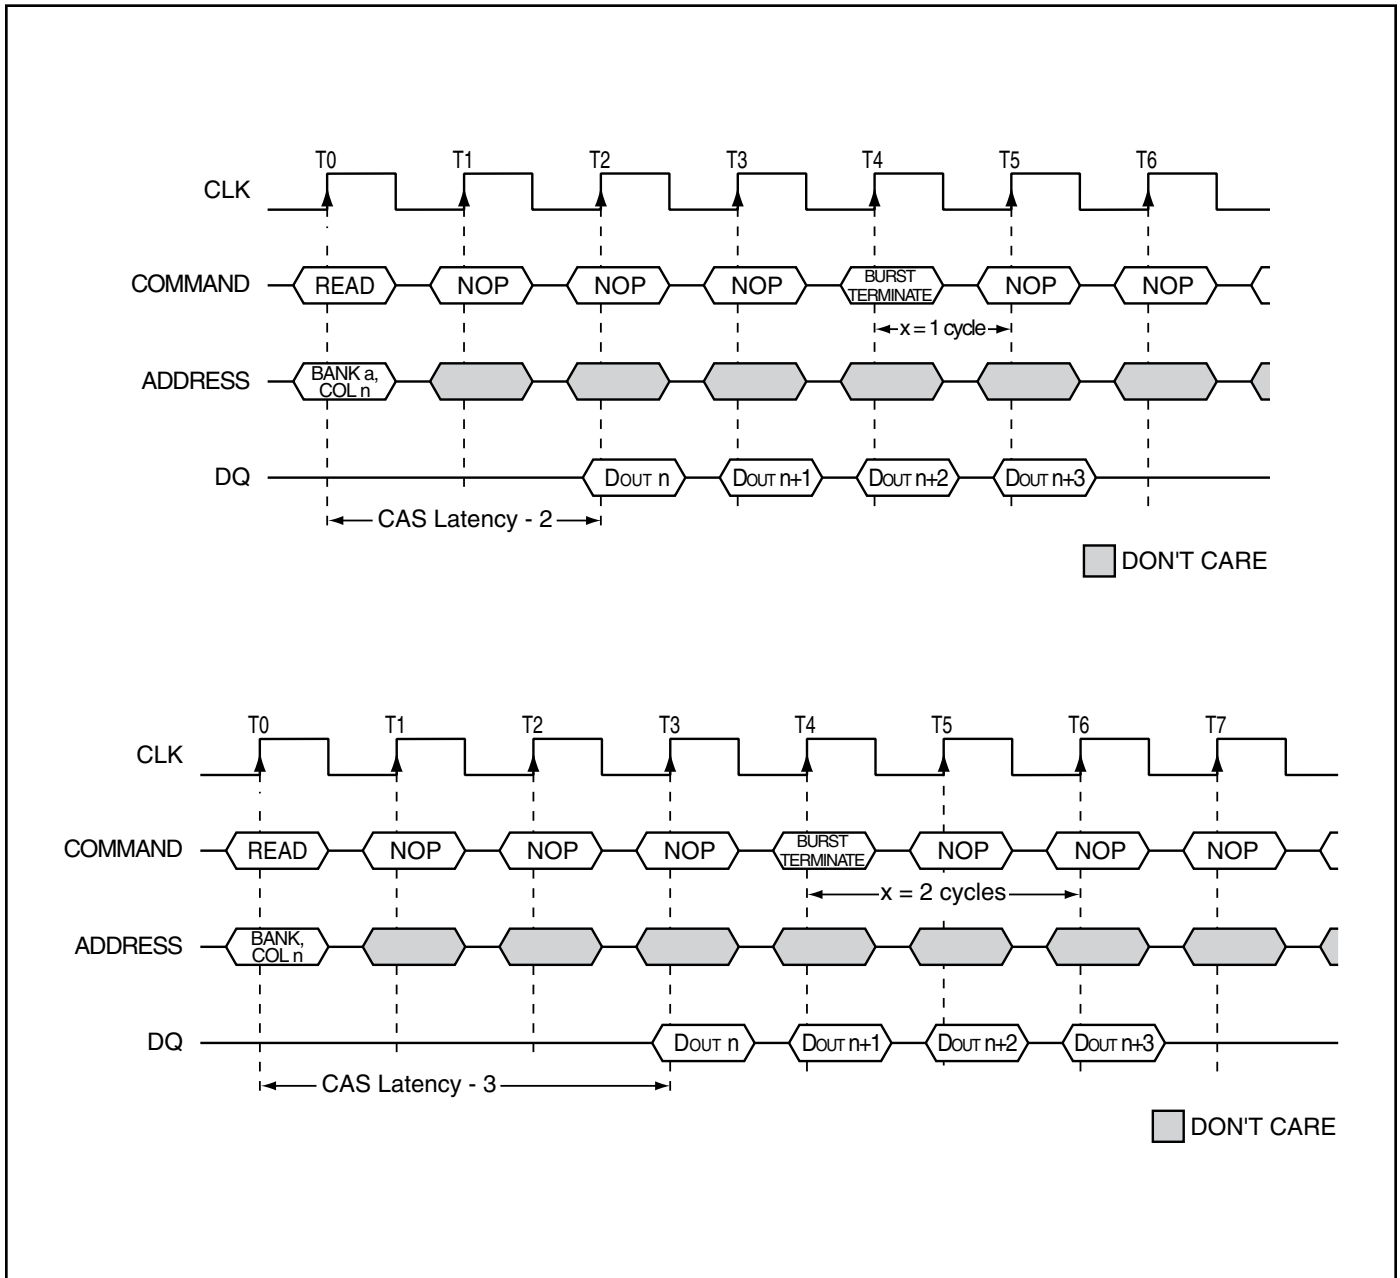 T0 T1 T2 T3 T4 T5 T6
CLK
COMMAND READ NOP NOP NOP BURST TERMINATE NOP NOP
x = 1 cycle
ADDRESS BANK a, COL n
DQ DOUT n DOUT n+1 DOUT n+2 DOUT n+3
CAS Latency - 2
DON'T CARE
T0 T1 T2 T3 T4 T5 T6 T7
CLK
COMMAND READ NOP NOP NOP BURST TERMINATE NOP NOP NOP
x = 2 cycles
ADDRESS BANK, COL n
DQ DOUT n DOUT n+1 DOUT n+2 DOUT n+3
CAS Latency - 3
DON'T CARE